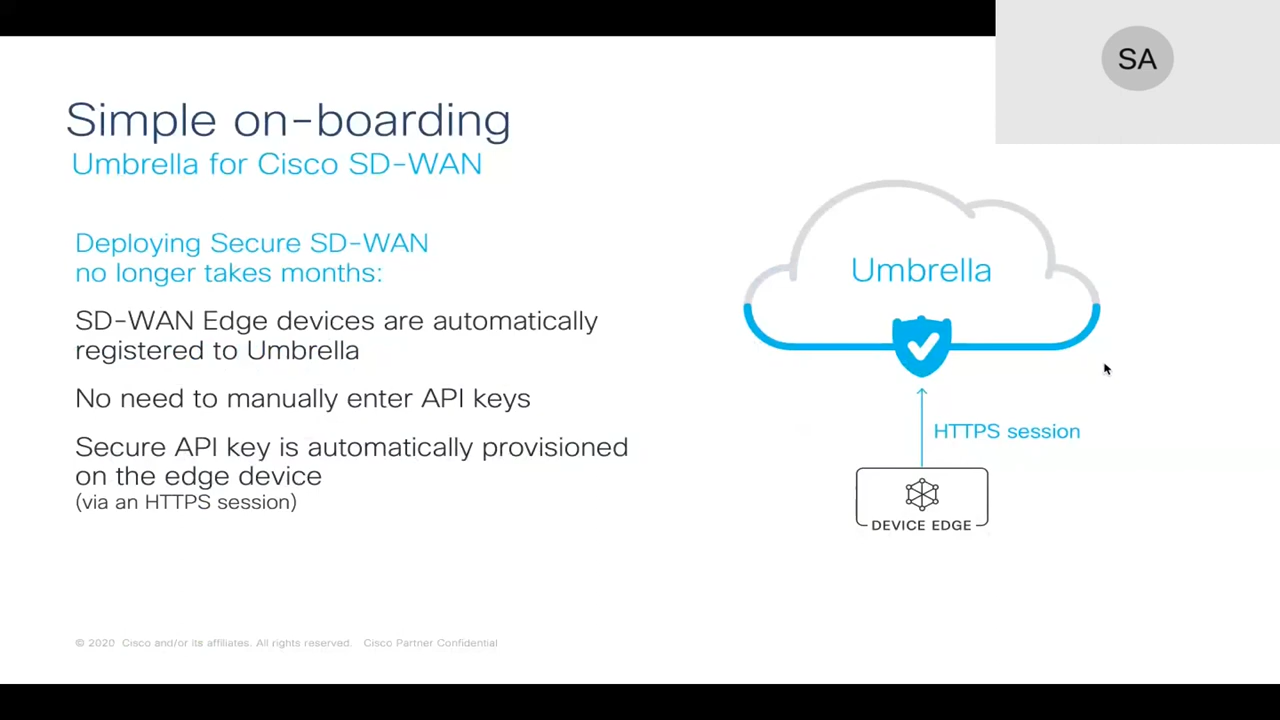 SA
Simple on-boarding
Umbrella for Cisco SD-WAN
Deploying Secure SD-WAN
no longer takes months:
SD-WAN Edge devices are automatically
registered to Umbrella
No need to manually enter API keys
Secure API key is automatically provisioned
on the edge device
(via an HTTPS session)
Umbrella
HTTPS session
DEVICE EDGE
© 2020 Cisco and/or its affiliates. All rights reserved. Cisco Partner Confidential